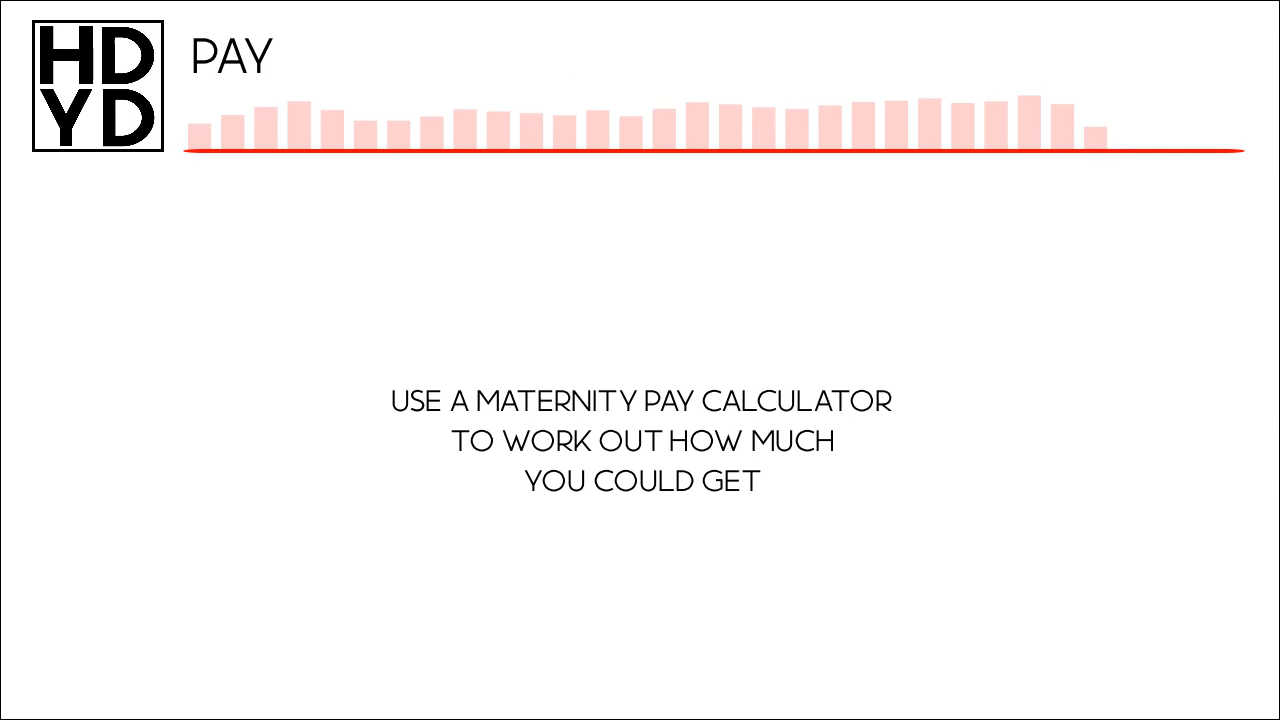 HD
YD
PAY
USE A MATERNITY PAY CALCULATOR
TO WORK OUT HOW MUCH
YOU COULD GET